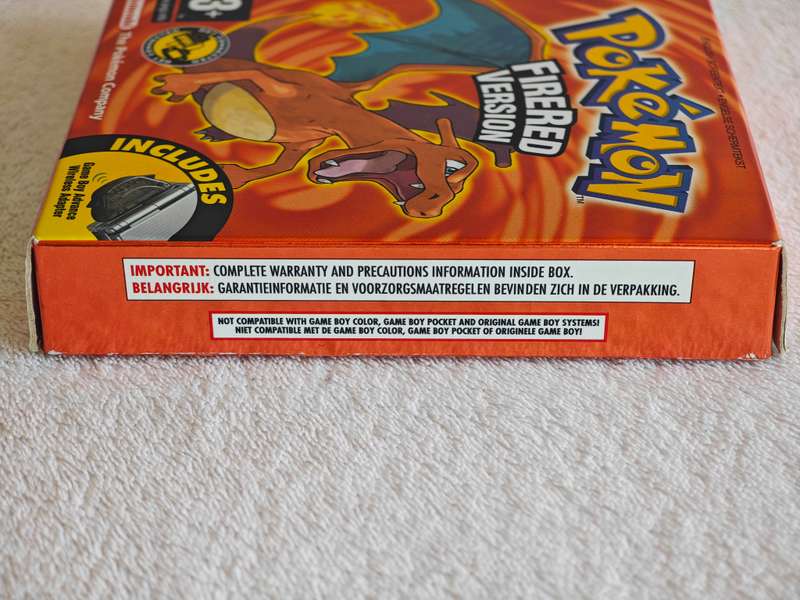 IMPORTANT: COMPLETE WARRANTY AND PRECAUTIONS INFORMATION INSIDE BOX.
BELANGRIJK: GARANTIEINFORMATIE EN VOORZORGSMAATREGELEN BEVINDEN ZICH IN DE VERPAKKING.
NOT COMPATIBLE WITH GAME BOY COLOR, GAME BOY POCKET AND ORIGINAL GAME BOY SYSTEMS!
NIET COMPATIBEL MET DE GAME BOY COLOR, GAME BOY POCKET OF ORIGINELE GAME BOY!
POKéMON
TM
FIRERED
VERSION
3+
The Pokémon Company
INCLUDES
Game Boy Advance
Wireless Adapter